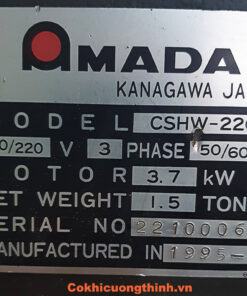 AMADA
KANAGAWA JA
ODEL CSHW-220
0/220 V 3 PHASE 50/60
OTOR 3.7 kW
ET WEIGHT 1.5 TON
ERIAL NO 2210006
ANUFACTURED IN 1995-
Cokhicuongthinh.vn